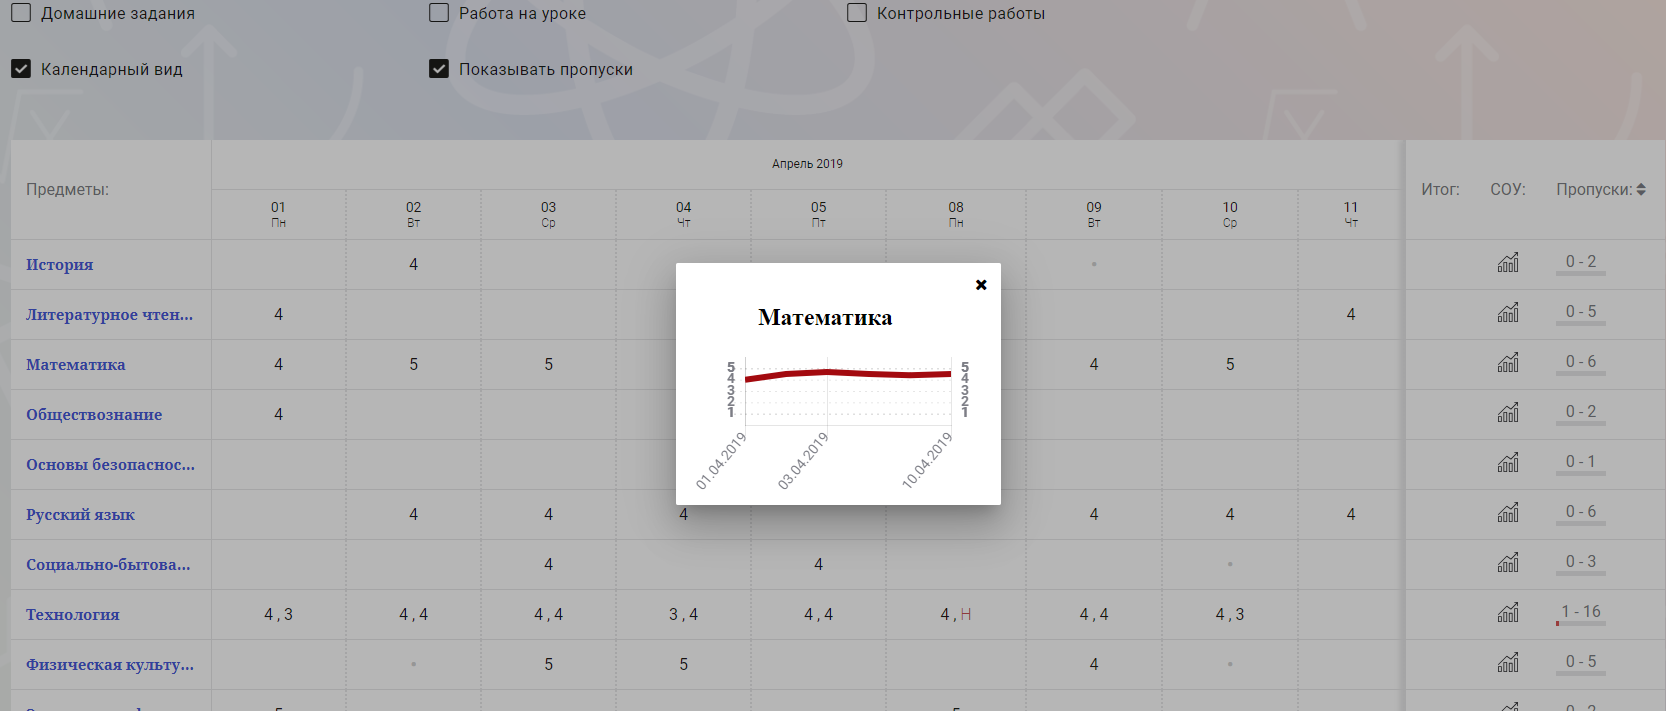 Домашние задания Работа на уроке Контрольные работы
Календарный вид Показывать пропуски
Апрель 2019
Предметы: Итог: СОУ: Пропуски:
01 02 03 04 05 08 09 10 11
Пн Вт Ср Чт Пт Пн Вт Ср Чт
История 4 0 - 2
Литературное чтен... 4 4 0 - 5
Математика 4 5 5 4 5 0 - 6
Обществознание 4 0 - 2
Основы безопаснос... 0 - 1
Русский язык 4 4 4 4 4 4 0 - 6
Социально-бытова... 4 4 0 - 3
Технология 4 , 3 4 , 4 4 , 4 3 , 4 4 , 4 4 , Н 4 , 4 4 , 3 1 - 16
Физическая культу... 5 5 4 0 - 5
Математика
5 5
4 4
3 3
2 2
1 1
01.04.2019 03.04.2019 10.04.2019